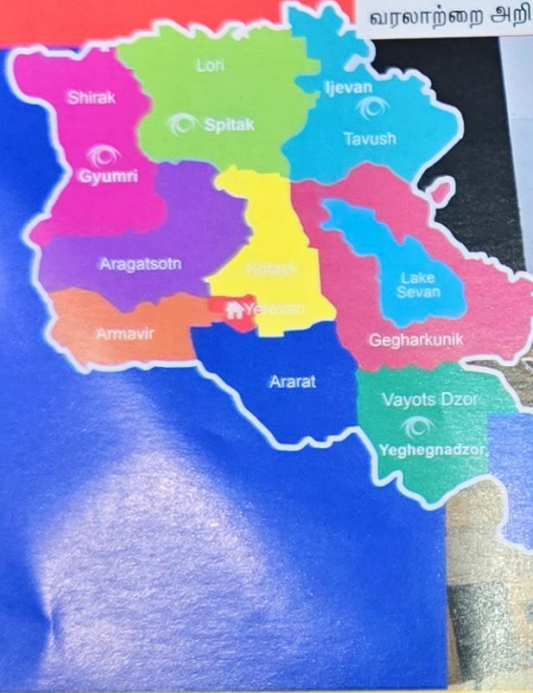 வரலாற்றை அறி
Lori
Shirak
Ijevan
Spitak
Tavush
Gyumri
Aragatsotn
Kotayk
Lake
Sevan
Yerevan
Armavir
Gegharkunik
Ararat
Vayots Dzor
Yeghegnadzor